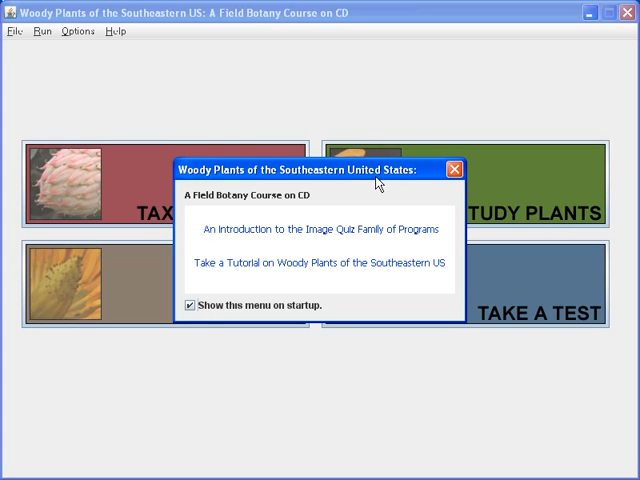 Woody Plants of the Southeastern US: A Field Botany Course on CD
File Run Options Help
Woody Plants of the Southeastern United States:
A Field Botany Course on CD
An Introduction to the Image Quiz Family of Programs
Take a Tutorial on Woody Plants of the Southeastern US
Show this menu on startup.
TAX
TUDY PLANTS
TAKE A TEST